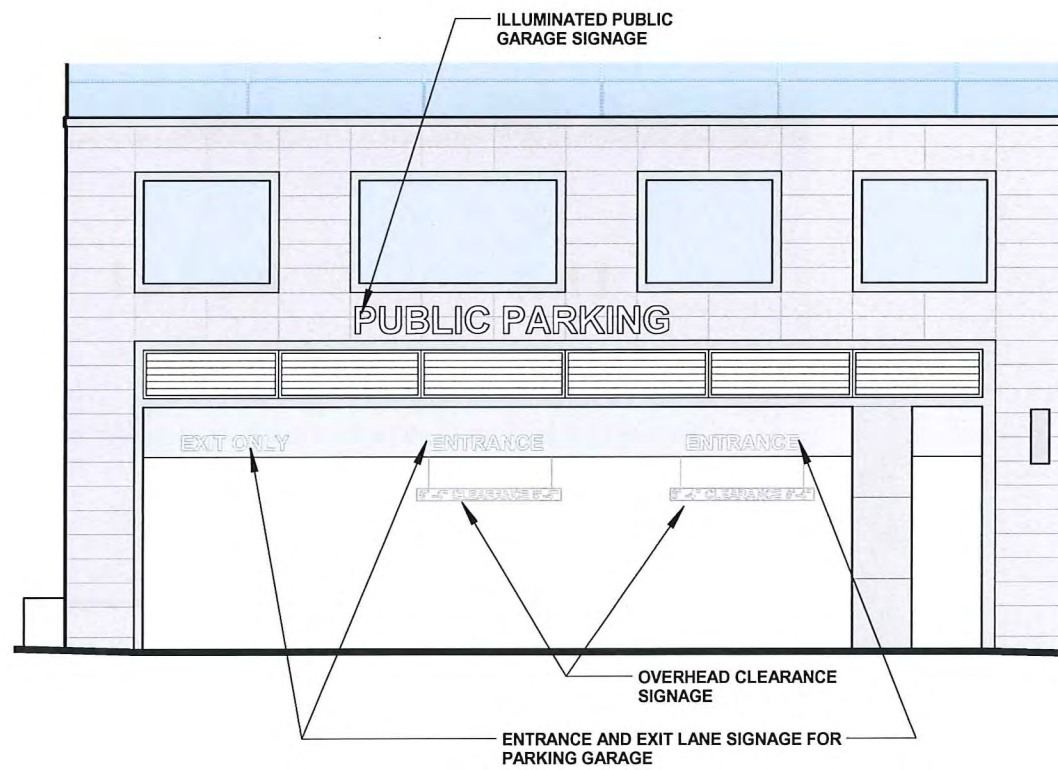 ILLUMINATED PUBLIC
GARAGE SIGNAGE
PUBLIC PARKING
EXIT ONLY
ENTRANCE
ENTRANCE
CLEARANCE
CLEARANCE
OVERHEAD CLEARANCE
SIGNAGE
ENTRANCE AND EXIT LANE SIGNAGE FOR
PARKING GARAGE